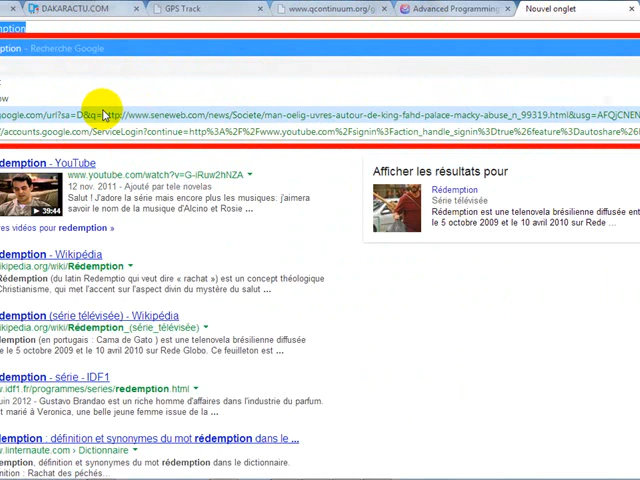 DAKARACTU.COM
GPS Track
www.qcontinuum.org/g
Advanced Programming
Nouvel onglet
mption
ption - Recherche Google
ow
google.com/url?sa=D&q=http://www.seneweb.com/news/Societe/man-oelig-uvres-autour-de-king-fahd-palace-macky-abuse_n_99319.html&usg=AFQjCNEN
//accounts.google.com/ServiceLogin?continue=http%3A%2F%2Fwww.youtube.com%2Fsignin%3Faction_handle_signin%3Dtrue%26feature%3Dautoshare%26
demption - YouTube
www.youtube.com/watch?v=G-iRuw2hNZA
12 nov. 2011 - Ajouté par tele novelas
Salut ! J'adore la série mais encore plus les musiques: j'aimera
savoir le nom de la musique d'Alcino et Rosie ...
39:44
res vidéos pour redemption »
Afficher les résultats pour
Rédemption
Série télévisée
Rédemption est une telenovela brésilienne diffusée ent
le 5 octobre 2009 et le 10 avril 2010 sur Rede ...
demption - Wikipédia
ikipedia.org/wiki/Rédemption
Rédemption (du latin Redemptio qui veut dire « rachat ») est un concept théologique
Christianisme, qui met l'accent sur l'aspect divin du mystère du salut ...
demption (série télévisée) - Wikipédia
ikipedia.org/wiki/Rédemption_(série_télévisée)
emption (en portugais : Cama de Gato ) est une telenovela brésilienne diffusée
e le 5 octobre 2009 et le 10 avril 2010 sur Rede Globo. Ce feuilleton est ...
demption - série - IDF1
w.idf1.fr/programmes/series/redemption.html
juin 2012 - Gustavo Brandao est un riche homme d'affaires dans l'industrie du parfum.
st marié à Veronica, une belle jeune femme issue de ...
demption : définition et synonymes du mot rédemption dans le ...
w.linternaute.com › Dictionnaire
emption, définition et synonymes du mot rédemption dans le dictionnaire.
nition : Rachat des péchés...